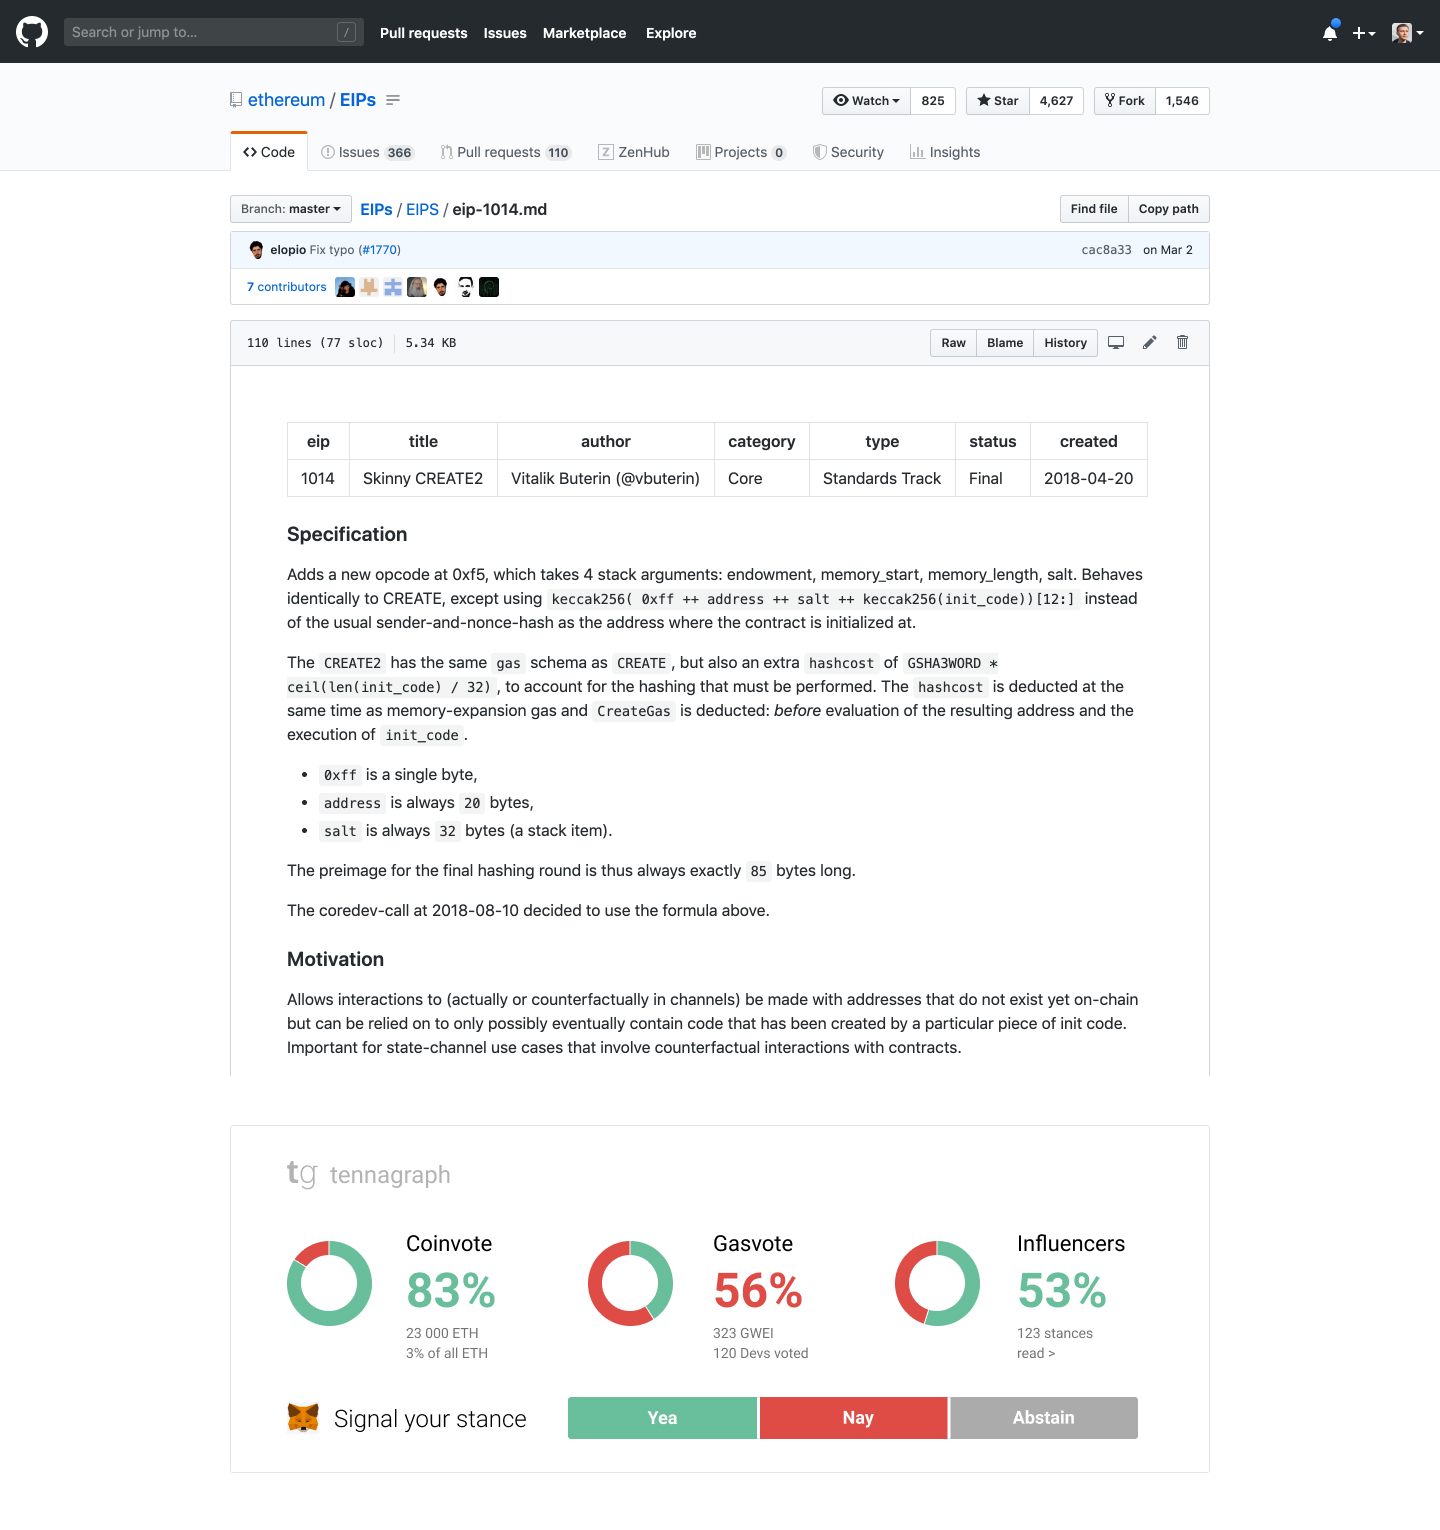 Search or jump to... /
Pull requests Issues Marketplace Explore
ethereum / EIPs
Watch 825 Star 4,627 Fork 1,546
Code Issues 366 Pull requests 110 ZenHub Projects 0 Security Insights
Branch: master EIPs / EIPS / eip-1014.md Find file Copy path
elopio Fix typo (#1770) cac8a33 on Mar 2
7 contributors
110 lines (77 sloc) 5.34 KB Raw Blame History
eip title author category type status created
1014 Skinny CREATE2 Vitalik Buterin (@vbuterin) Core Standards Track Final 2018-04-20
Specification
Adds a new opcode at 0xf5, which takes 4 stack arguments: endowment, memory_start, memory_length, salt. Behaves
identically to CREATE, except using keccak256( 0xff ++ address ++ salt ++ keccak256(init_code))[12:] instead
of the usual sender-and-nonce-hash as the address where the contract is initialized at.
The CREATE2 has the same gas schema as CREATE, but also an extra hashcost of GSHA3WORD *
ceil(len(init_code) / 32), to account for the hashing that must be performed. The hashcost is deducted at the
same time as memory-expansion gas and CreateGas is deducted: before evaluation of the resulting address and the
execution of init_code.
• 0xff is a single byte,
• address is always 20 bytes,
• salt is always 32 bytes (a stack item).
The preimage for the final hashing round is thus always exactly 85 bytes long.
The coredev-call at 2018-08-10 decided to use the formula above.
Motivation
Allows interactions to (actually or counterfactually in channels) be made with addresses that do not exist yet on-chain
but can be relied on to only possibly eventually contain code that has been created by a particular piece of init code.
Important for state-channel use cases that involve counterfactual interactions with contracts.
tg tennagraph
Coinvote
83%
23 000 ETH
3% of all ETH
Gasvote
56%
323 GWEI
120 Devs voted
Influencers
53%
123 stances
read >
Signal your stance Yea Nay Abstain